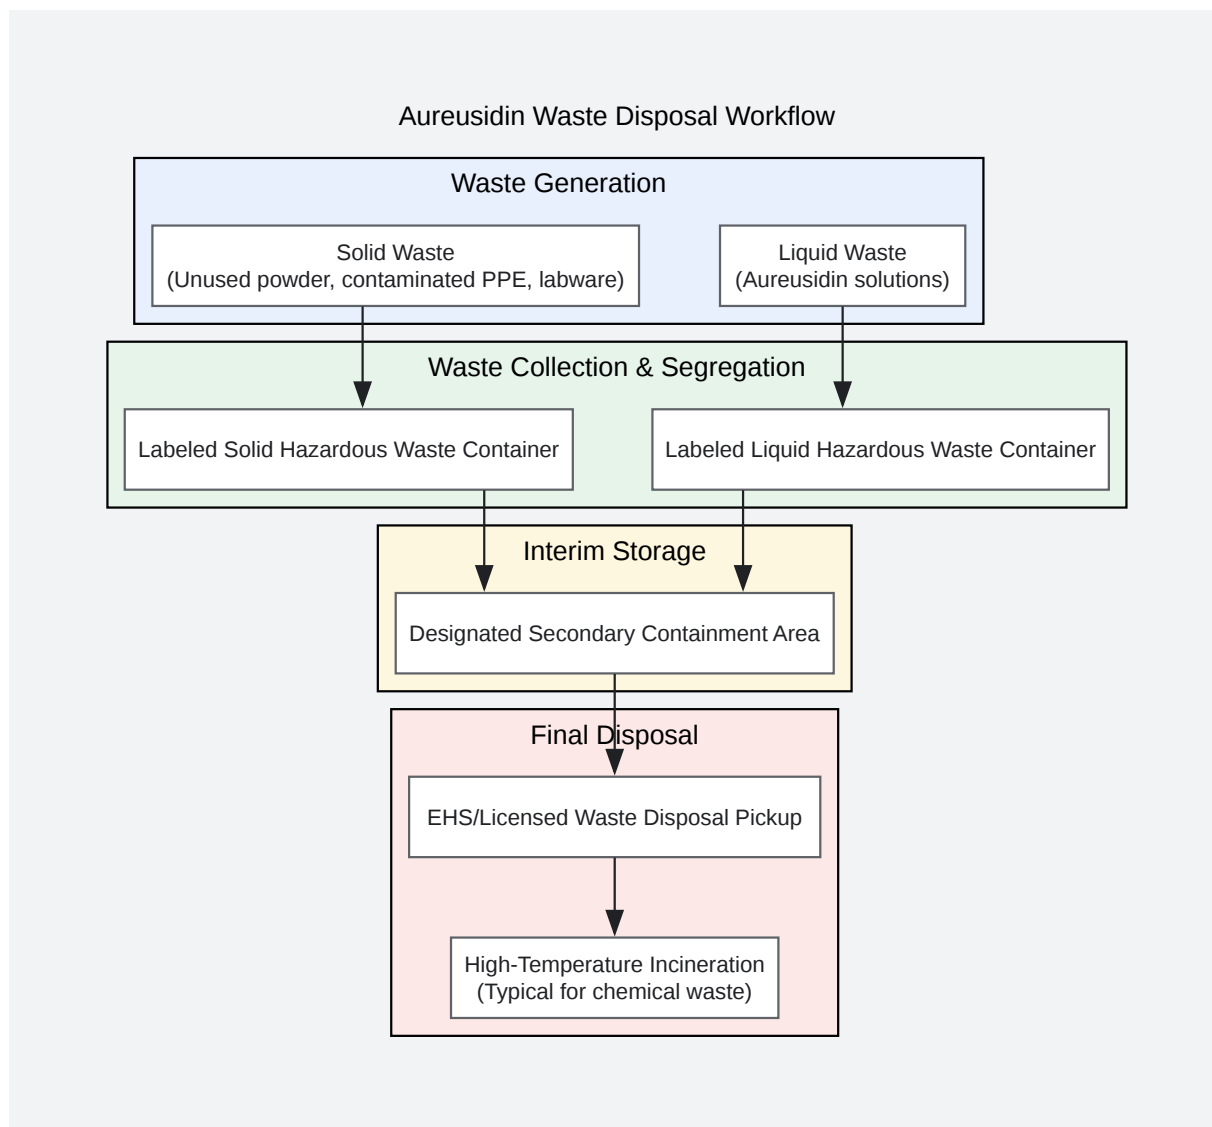 Aureusidin Waste Disposal Workflow
Waste Generation
Solid Waste
(Unused powder, contaminated PPE, labware)
Liquid Waste
(Aureusidin solutions)
Waste Collection & Segregation
Labeled Solid Hazardous Waste Container
Labeled Liquid Hazardous Waste Container
Interim Storage
Designated Secondary Containment Area
Final Disposal
EHS/Licensed Waste Disposal Pickup
High-Temperature Incineration
(Typical for chemical waste)